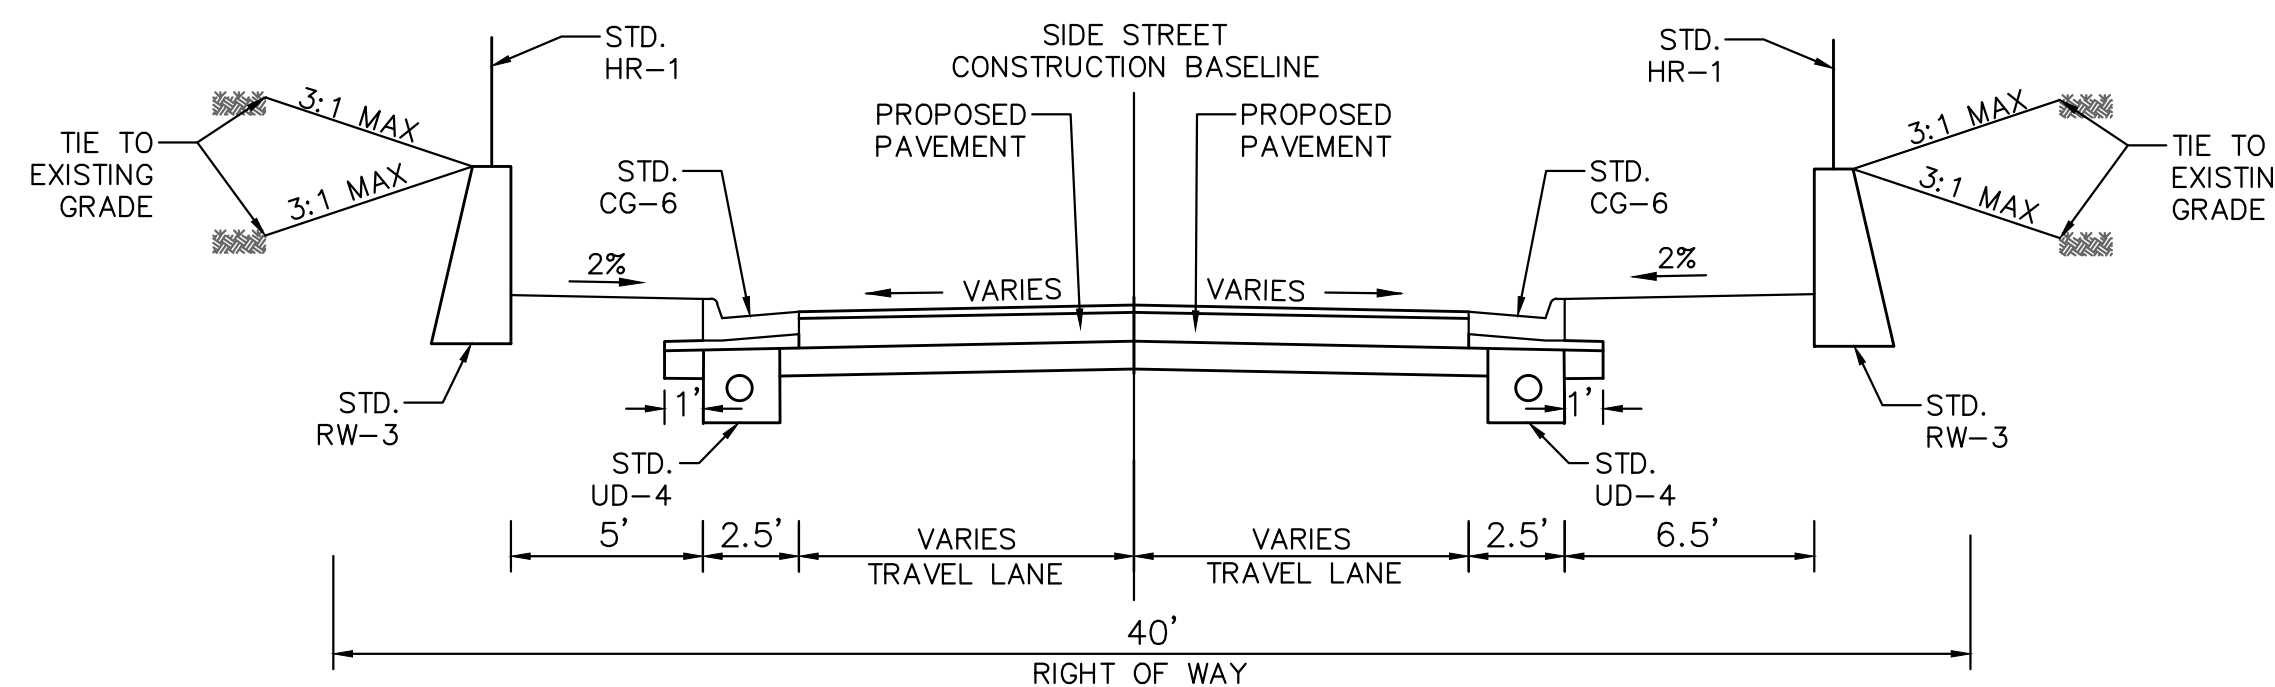 STD.
HR-1
SIDE STREET
CONSTRUCTION BASELINE
STD.
HR-1
3:1 MAX
3:1 MAX
PROPOSED
PAVEMENT
PROPOSED
PAVEMENT
TIE TO
EXISTING
GRADE
TIE TO
EXISTIN
GRADE
STD.
CG-6
STD.
CG-6
3:1 MAX
3:1 MAX
2%
2%
VARIES
VARIES
1'
1'
STD.
RW-3
STD.
RW-3
STD.
UD-4
STD.
UD-4
5'
2.5'
VARIES
TRAVEL LANE
VARIES
TRAVEL LANE
2.5'
6.5'
40'
RIGHT OF WAY